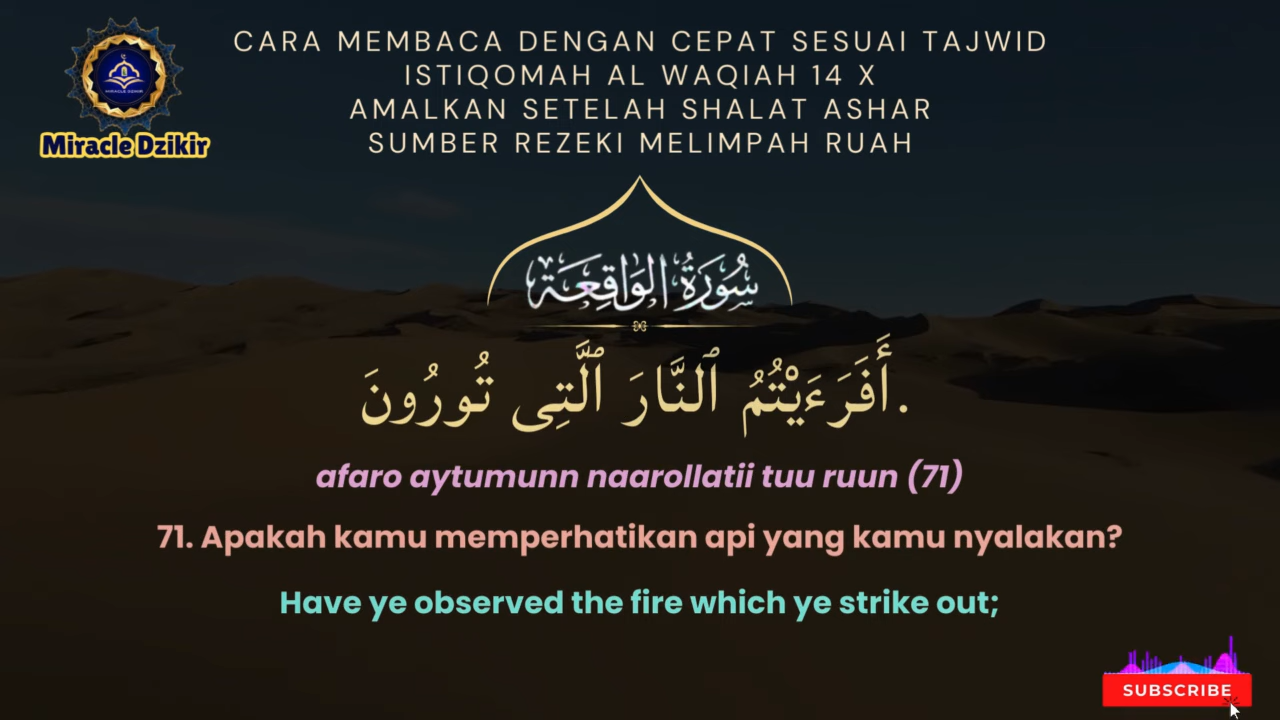 CARA MEMBACA DENGAN CEPAT SESUAI TAJWID
ISTIQOMAH AL WAQIAH 14 X
AMALKAN SETELAH SHALAT ASHAR
SUMBER REZEKI MELIMPAH RUAH
MIRACLE DZIKIR
Miracle Dzikir
سُورَةُ الوَاقِعَة
أَفَرَءَيْتُمُ ٱلنَّارَ ٱلَّتِى تُورُونَ.
afaro aytumunn naarollatii tuu ruun (71)
71. Apakah kamu memperhatikan api yang kamu nyalakan?
Have ye observed the fire which ye strike out;
SUBSCRIBE